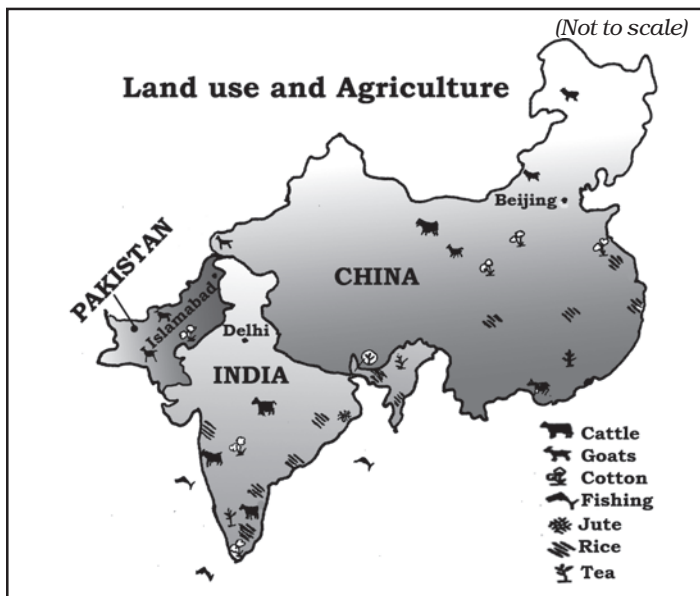 (Not to scale)
Land use and Agriculture
Beijing
PAKISTAN
Islamabad
CHINA
Delhi
INDIA
Cattle
Goats
Cotton
Fishing
Jute
Rice
Tea